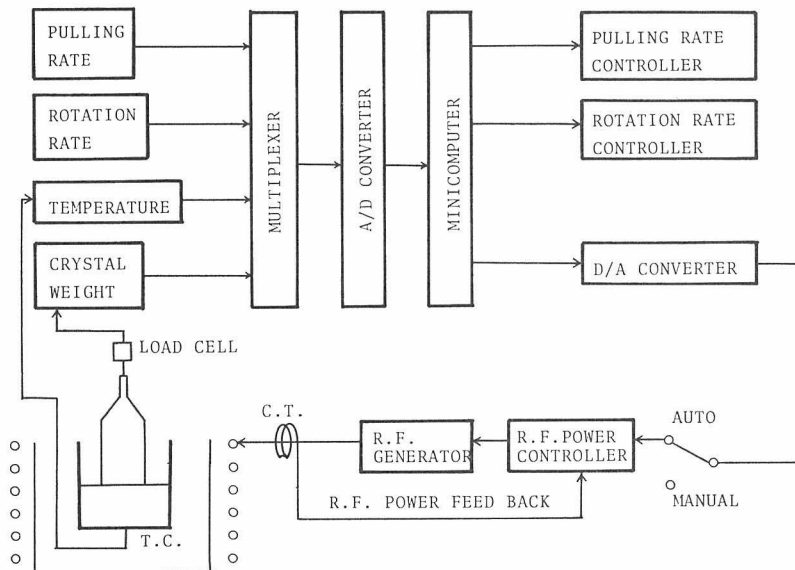 PULLING
RATE
ROTATION
RATE
TEMPERATURE
CRYSTAL
WEIGHT
MULTIPLEXER
A/D CONVERTER
MINICOMPUTER
PULLING RATE
CONTROLLER
ROTATION RATE
CONTROLLER
D/A CONVERTER
LOAD CELL
C.T.
R.F.
GENERATOR
R.F.POWER
CONTROLLER
AUTO
MANUAL
R.F. POWER FEED BACK
T.C.